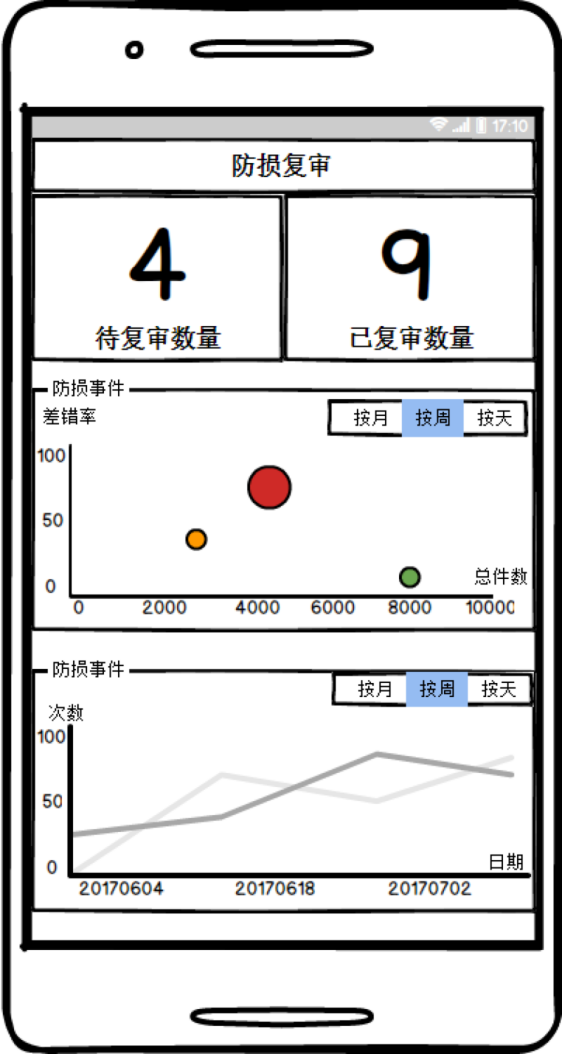 17:10
防损复审
4
9
待复审数量
已复审数量
防损事件
差错率
按月 按周 按天
100
50
0
总件数
0 2000 4000 6000 8000 10000
防损事件
按月 按周 按天
次数
100
50
0
日期
20170604 20170618 20170702